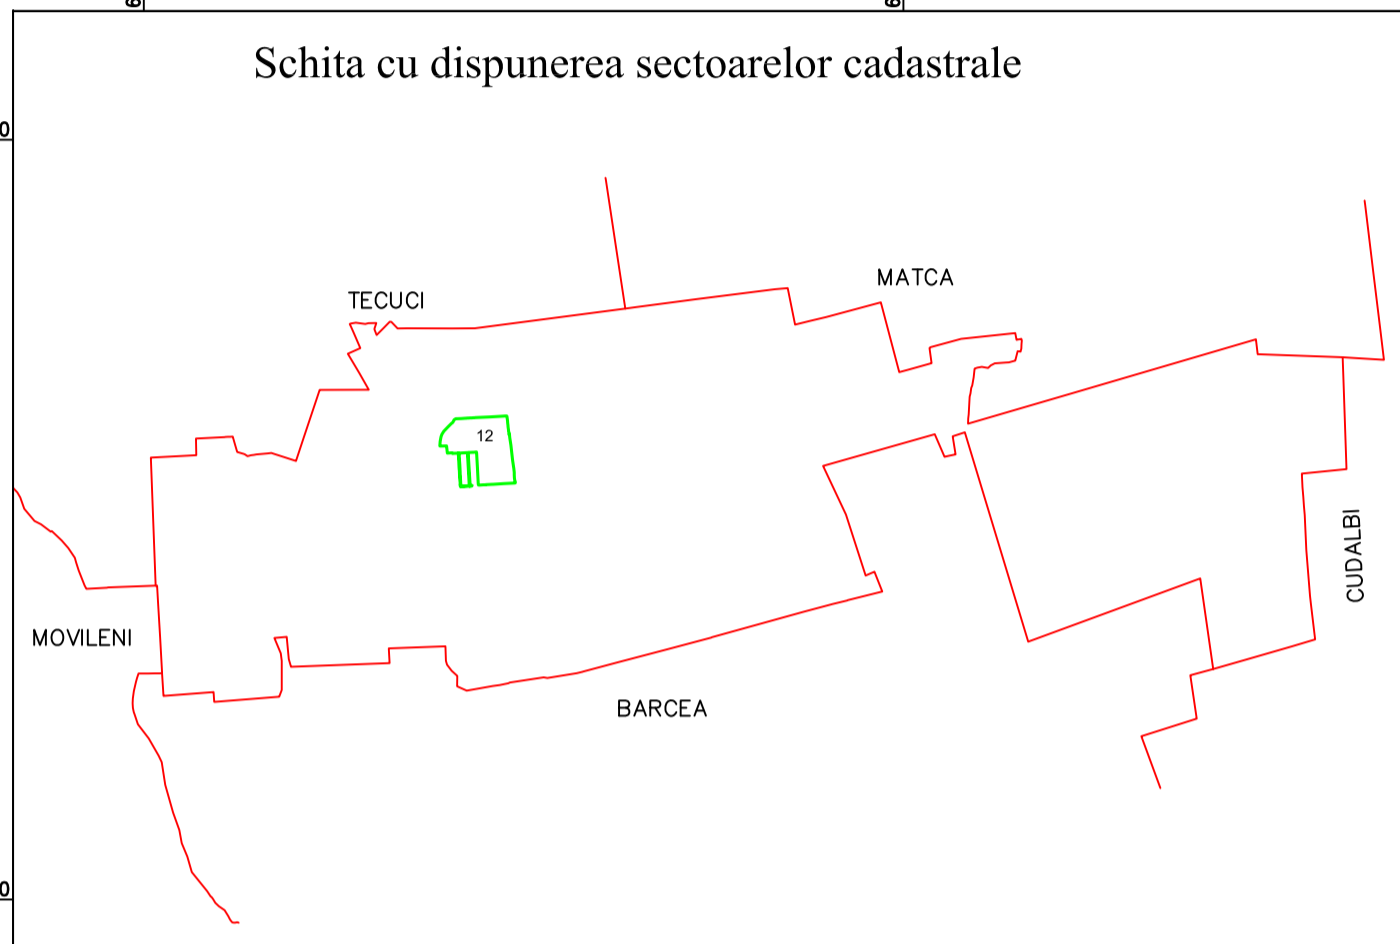 Schita cu dispunerea sectoarelor cadastrale
MATCA
TECUCI
12
CUDALBI
MOVILENI
BARCEA